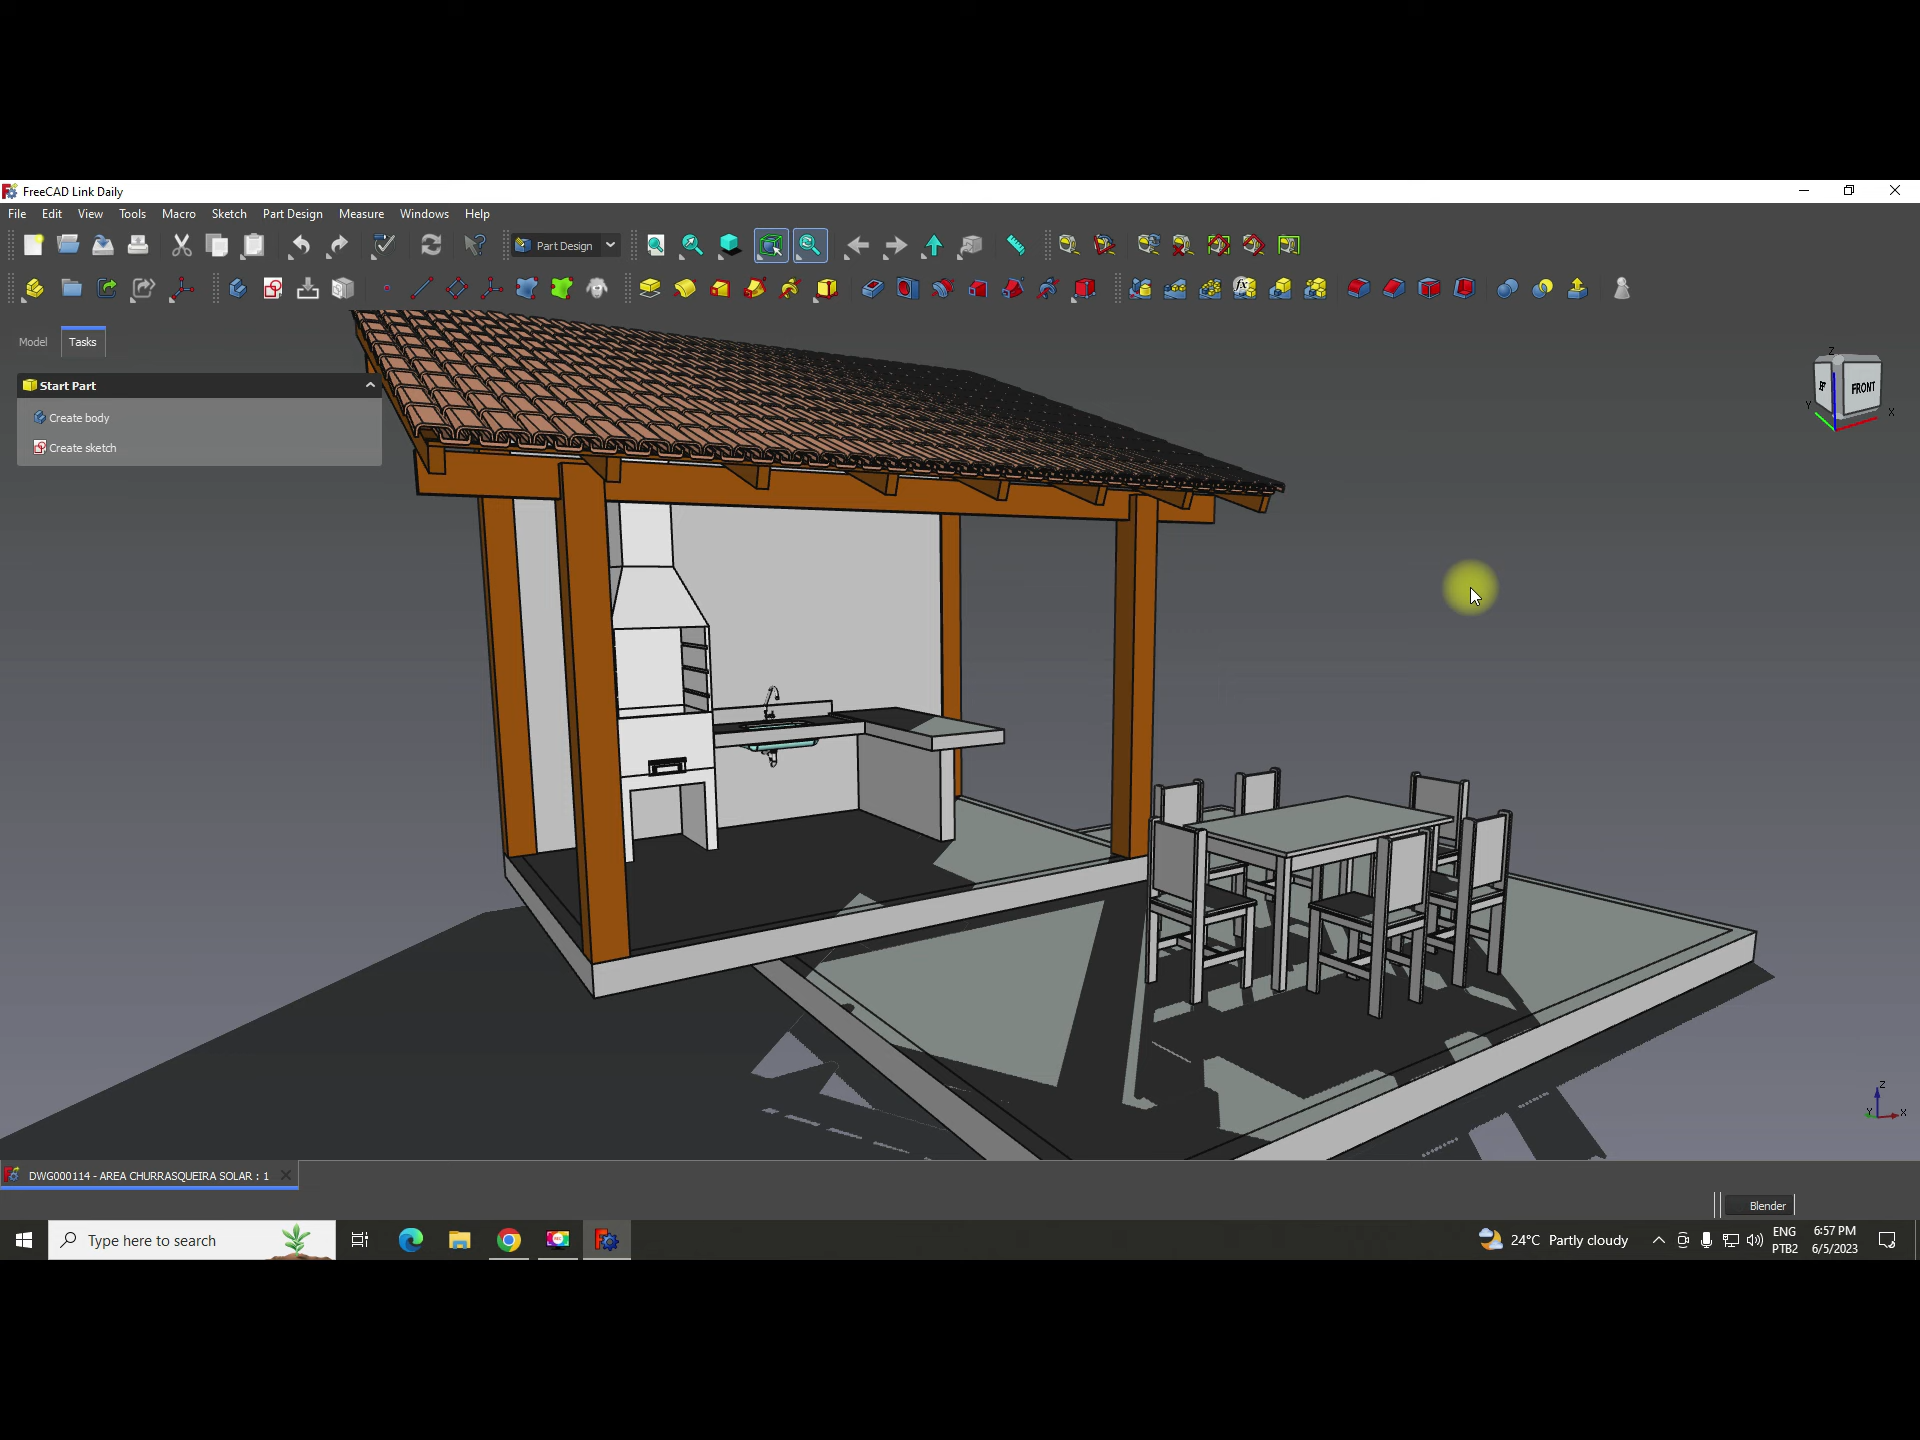 FreeCAD Link Daily
File Edit View Tools Macro Sketch Part Design Measure Windows Help
Part Design
Model Tasks
Start Part
Create body
Create sketch
Z
FRONT
Y
X
Z
Y X
DWG000114 - AREA CHURRASQUEIRA SOLAR : 1
Blender
Type here to search
24°C Partly cloudy
ENG
PTB2
6:57 PM
6/5/2023